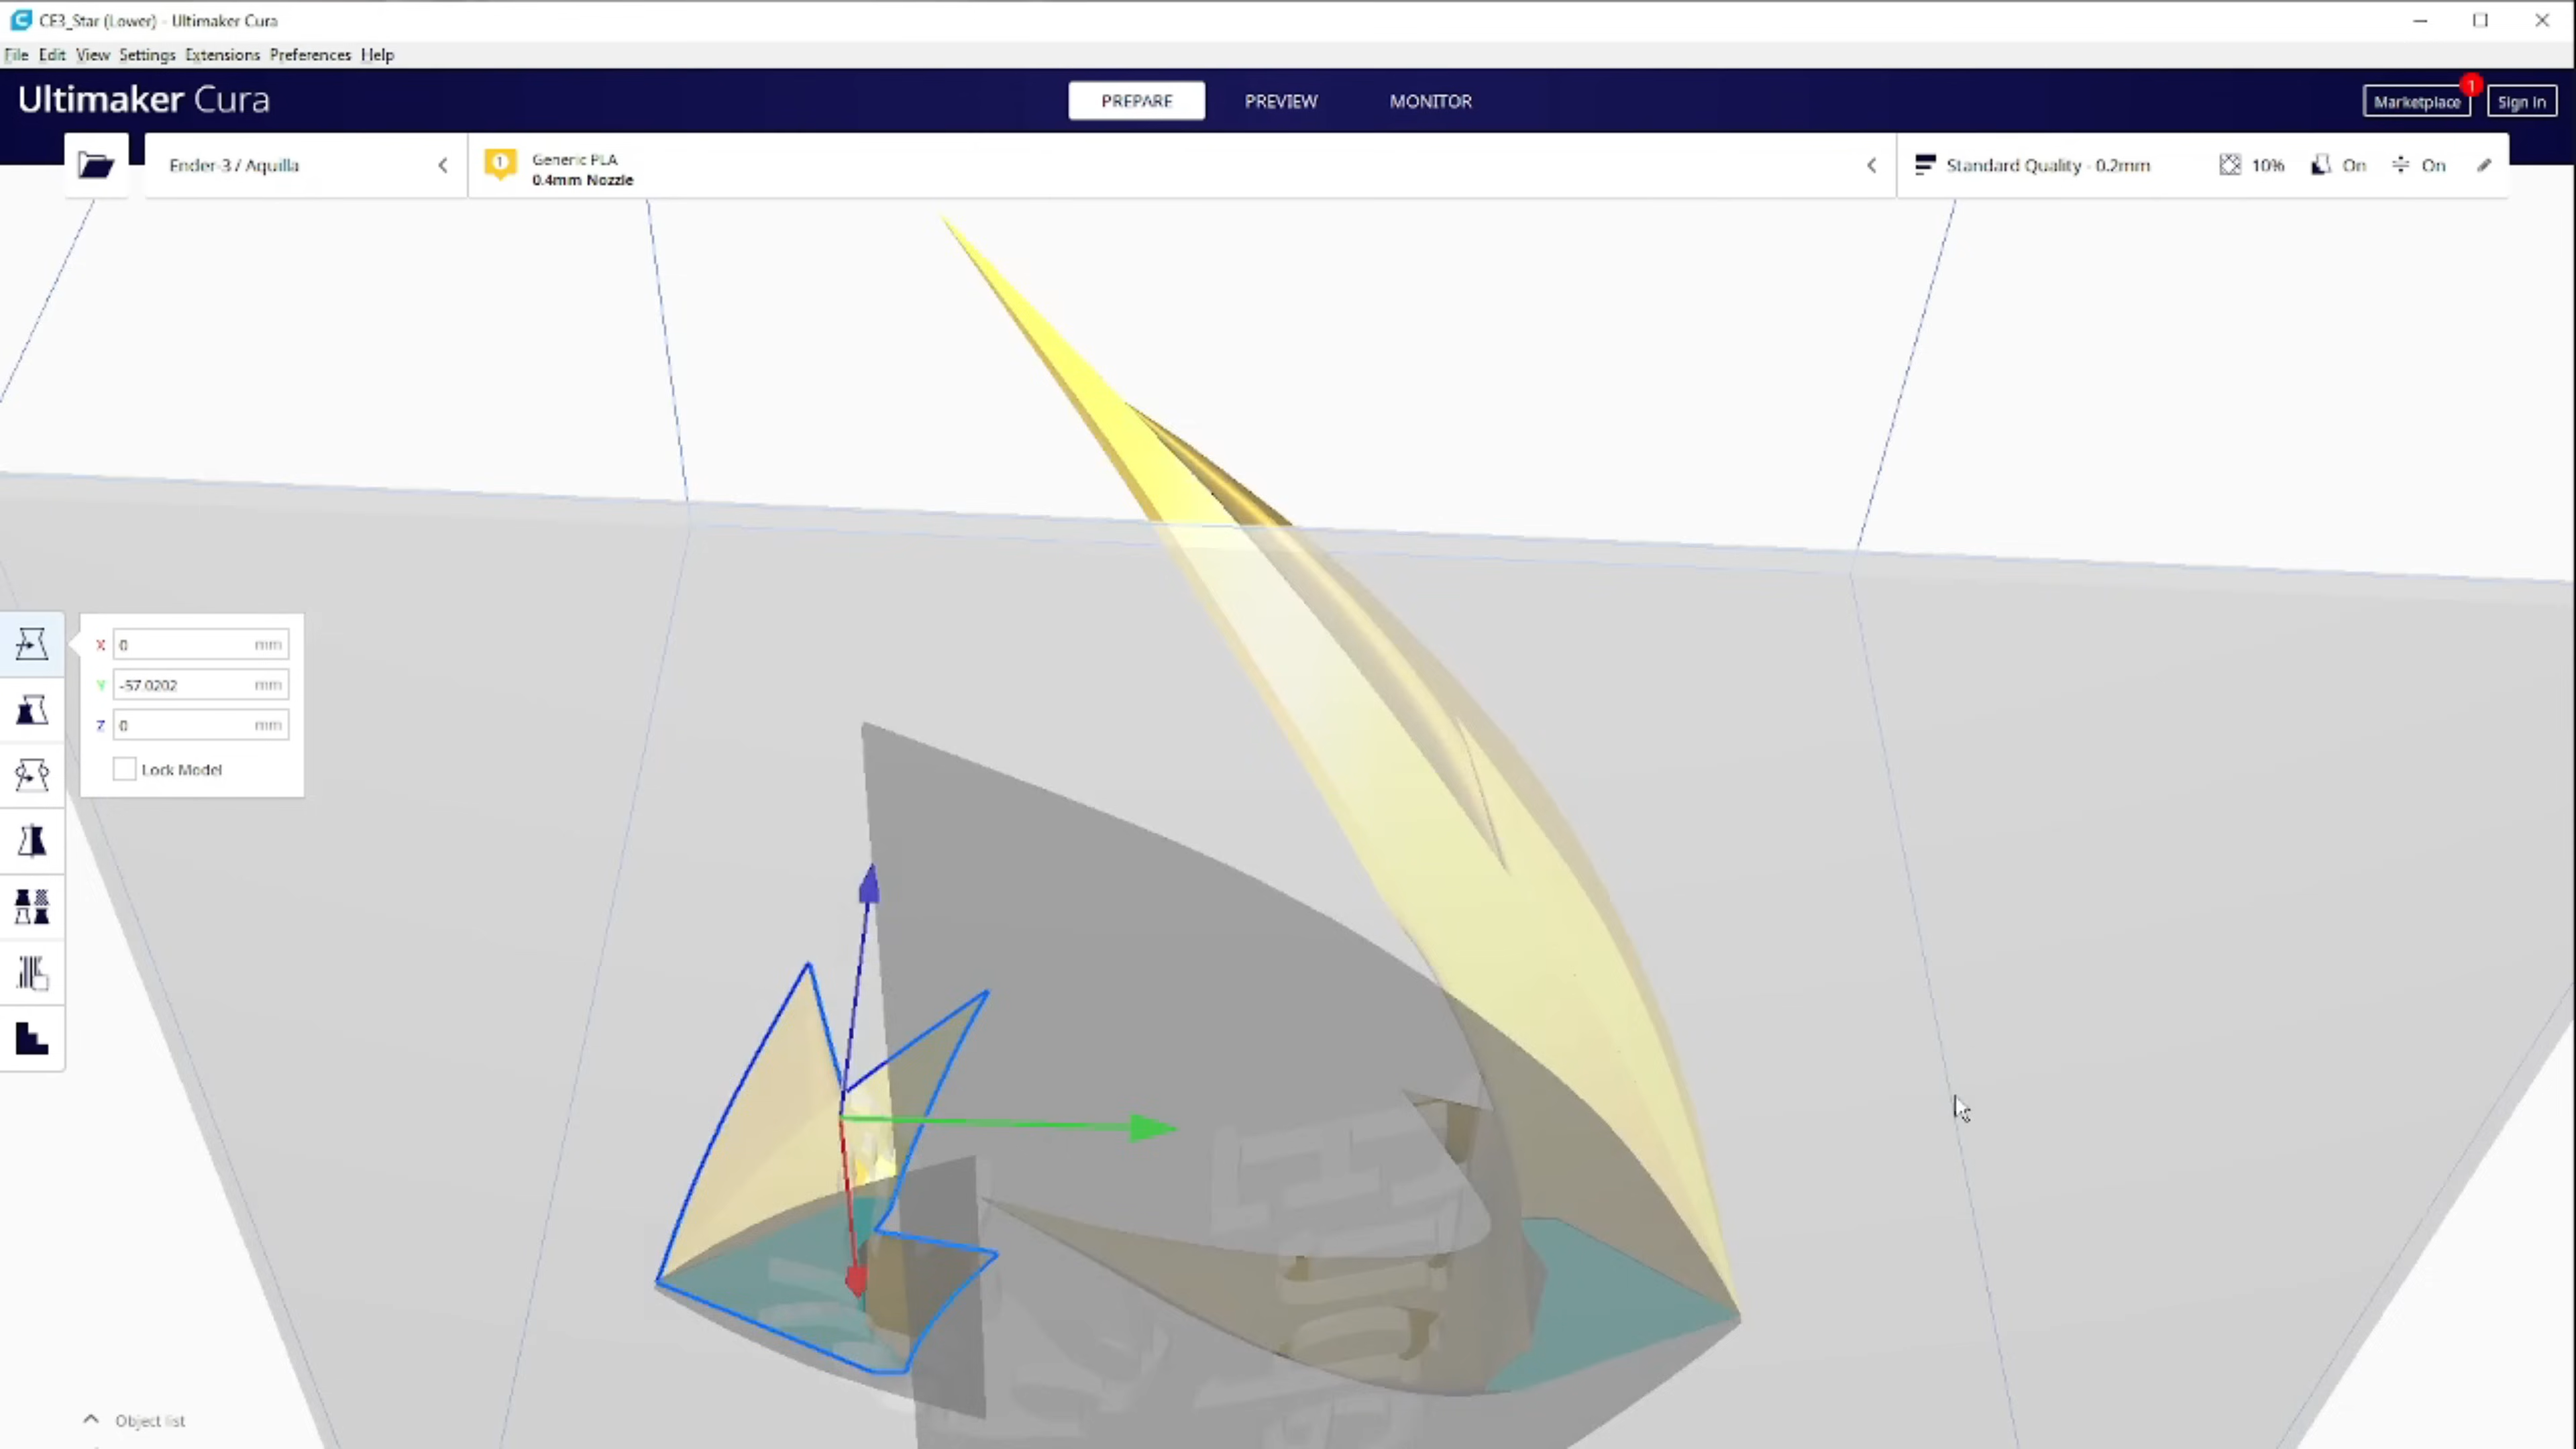 CE3_Star (Lower) - Ultimaker Cura
File Edit View Settings Extensions Preferences Help
Ultimaker Cura
PREPARE PREVIEW MONITOR
Marketplace 1 Sign in
Ender-3 / Aquilla
1 Generic PLA
0.4mm Nozzle
Standard Quality - 0.2mm 10% On On
X 0 mm
Y -57.0202 mm
Z 0 mm
Lock Model
Object list